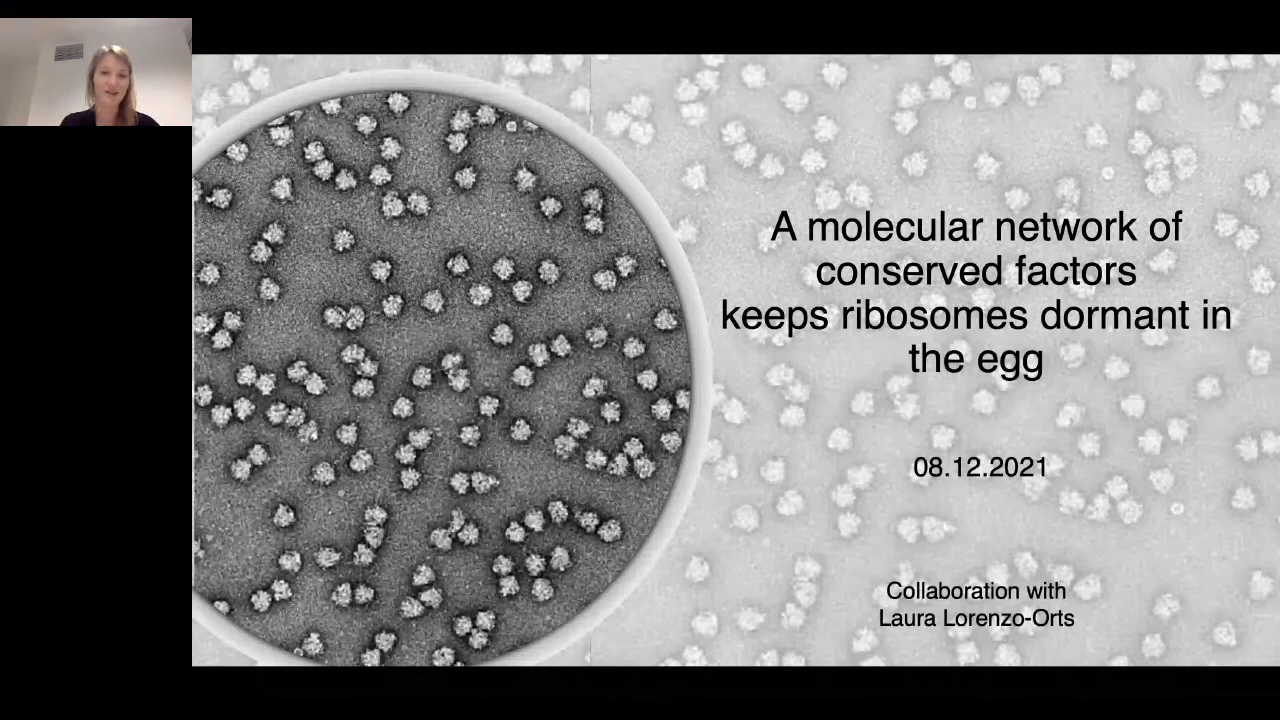 A molecular network of
conserved factors
keeps ribosomes dormant in
the egg
08.12.2021
Collaboration with
Laura Lorenzo-Orts